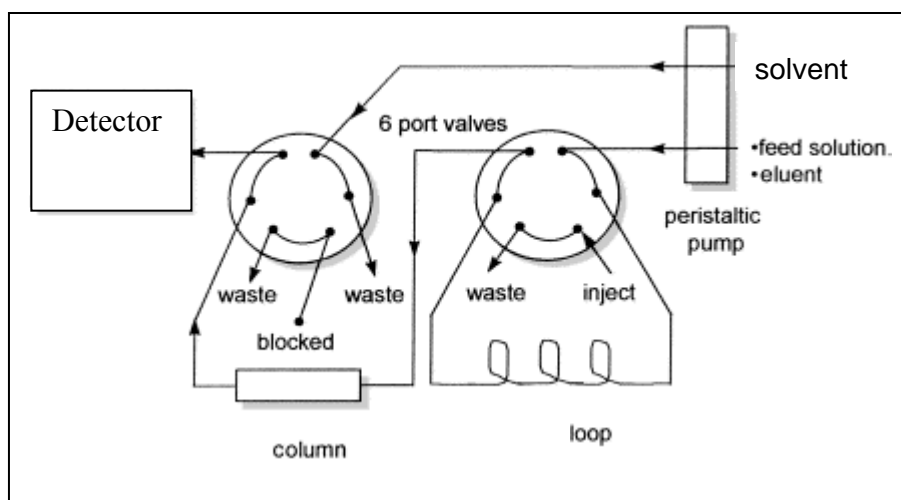 solvent
Detector
6 port valves
•feed solution.
•eluent
peristaltic
pump
waste
waste
waste
inject
blocked
loop
column